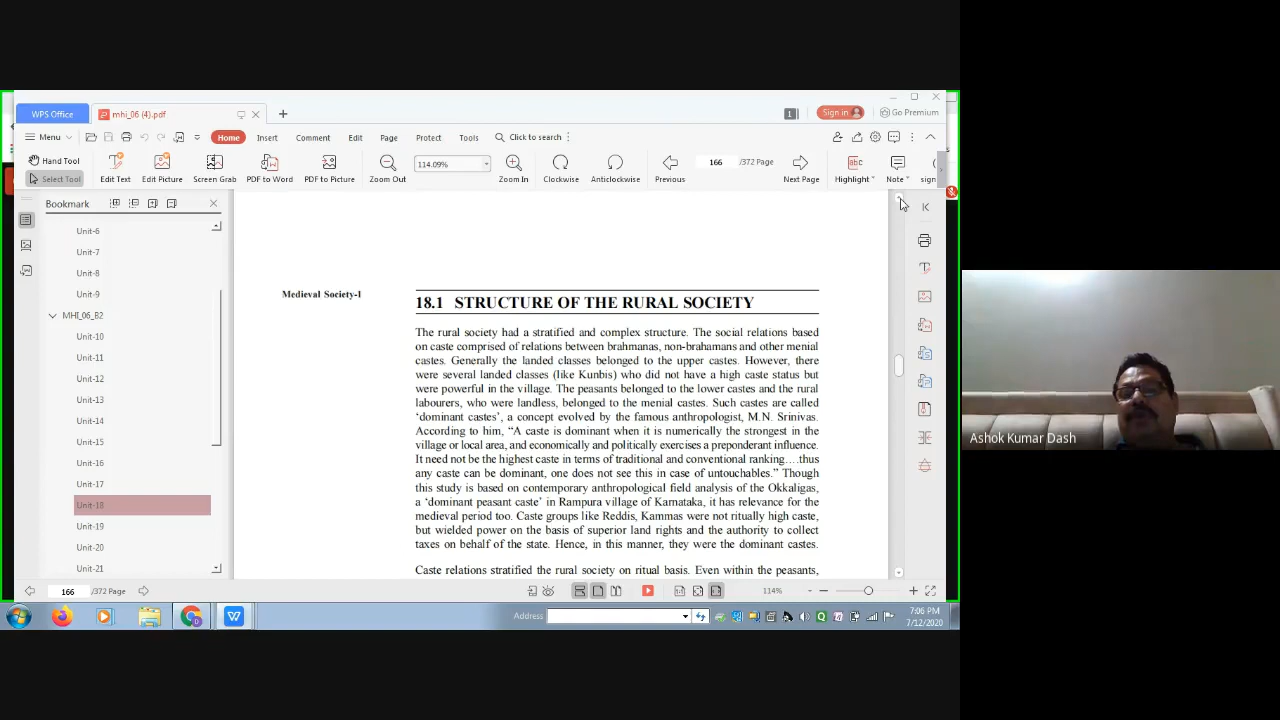 WPS Office
mhi_06 (4).pdf
1
Sign in
Go Premium
Menu
Home
Insert
Comment
Edit
Page
Protect
Tools
Click to search
Hand Tool
Select Tool
Edit Text
Edit Picture
Screen Grab
PDF to Word
PDF to Picture
Zoom Out
114.09%
Zoom In
Clockwise
Anticlockwise
Previous
166
/372 Page
Next Page
abc
Highlight
Note
sign
Bookmark
Unit-6
Unit-7
Unit-8
Unit-9
MHI_06_B2
Unit-10
Unit-11
Unit-12
Unit-13
Unit-14
Unit-15
Unit-16
Unit-17
Unit-18
Unit-19
Unit-20
Unit-21
Medieval Society-1
18.1 STRUCTURE OF THE RURAL SOCIETY
The rural society had a stratified and complex structure. The social relations based
on caste comprised of relations between brahmanas, non-brahamans and other menial
castes. Generally the landed classes belonged to the upper castes. However, there
were several landed classes (like Kunbis) who did not have a high caste status but
were powerful in the village. The peasants belonged to the lower castes and the rural
labourers, who were landless, belonged to the menial castes. Such castes are called
‘dominant castes’, a concept evolved by the famous anthropologist, M.N. Srinivas.
According to him, “A caste is dominant when it is numerically the strongest in the
village or local area, and economically and politically exercises a preponderant influence.
It need not be the highest caste in terms of traditional and conventional ranking….thus
any caste can be dominant, one does not see this in case of untouchables.” Though
this study is based on contemporary anthropological field analysis of the Okkaligas,
a ‘dominant peasant caste’ in Rampura village of Karnataka, it has relevance for the
medieval period too. Caste groups like Reddis, Kammas were not ritually high caste,
but wielded power on the basis of superior land rights and the authority to collect
taxes on behalf of the state. Hence, in this manner, they were the dominant castes.
Caste relations stratified the rural society on ritual basis. Even within the peasants,
166
/372 Page
114%
Address
7:06 PM
7/12/2020
Ashok Kumar Dash